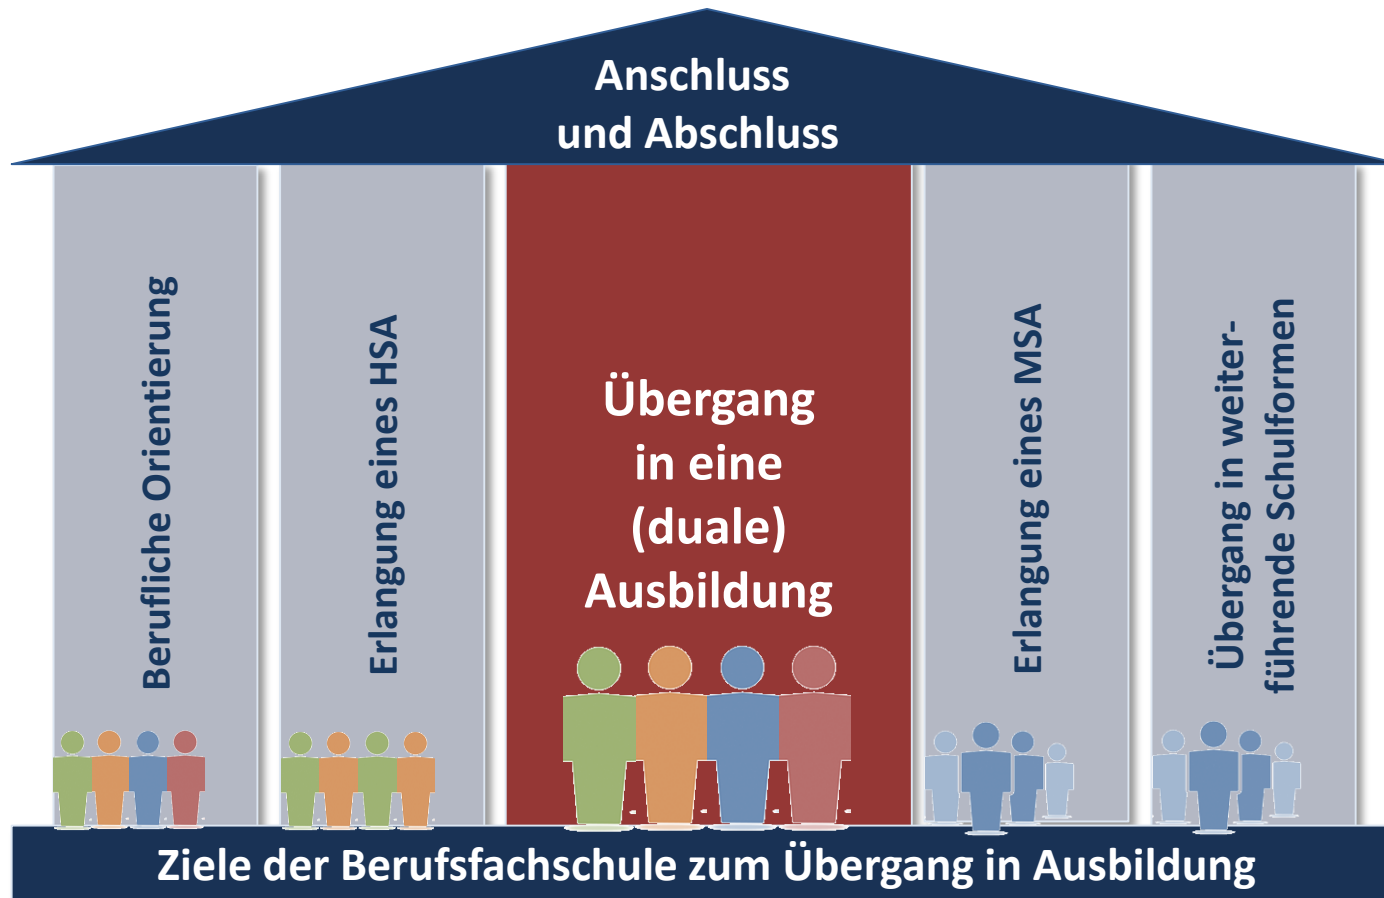 Anschluss
und Abschluss
Berufliche Orientierung
Erlangung eines HSA
Übergang
in eine
(duale)
Ausbildung
Erlangung eines MSA
Übergang in weiter-
führende Schulformen
Ziele der Berufsfachschule zum Übergang in Ausbildung